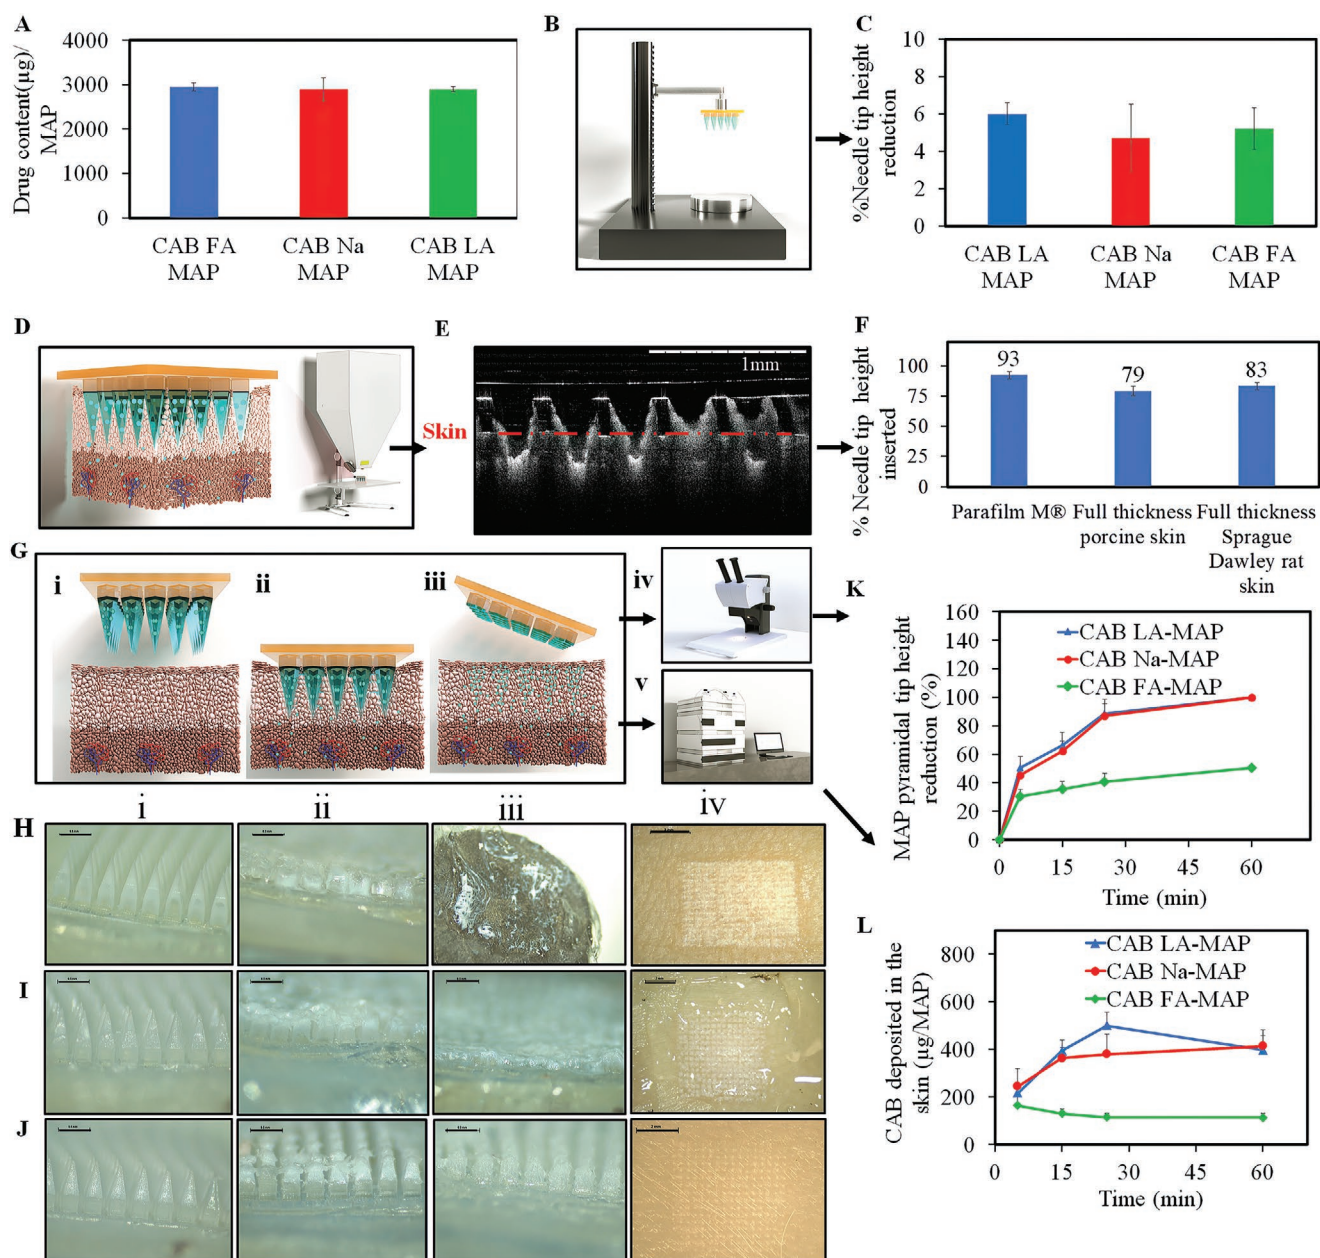 A
Drug content(µg)/
MAP
4000
3000
2000
1000
0
CAB FA
MAP
CAB Na
MAP
CAB LA
MAP
B
C
%Needle tip height
reduction
10
8
6
4
2
0
CAB LA
MAP
CAB Na
MAP
CAB FA
MAP
D
E
1mm
Skin
F
% Needle tip height
inserted
100
75
50
25
0
93
79
83
Parafilm M®
Full thickness
porcine skin
Full thickness
Sprague
Dawley rat
skin
G
i
ii
iii
iv
v
K
MAP pyramidal tip height
reduction (%)
160
140
120
100
80
60
40
20
0
CAB LA-MAP
CAB Na-MAP
CAB FA-MAP
0
15
30
45
60
Time (min)
i
ii
iii
iv
H
I
J
L
CAB deposited in the
skin (µg/MAP)
800
600
400
200
0
CAB LA-MAP
CAB Na-MAP
CAB FA-MAP
0
15
30
45
60
Time (min)